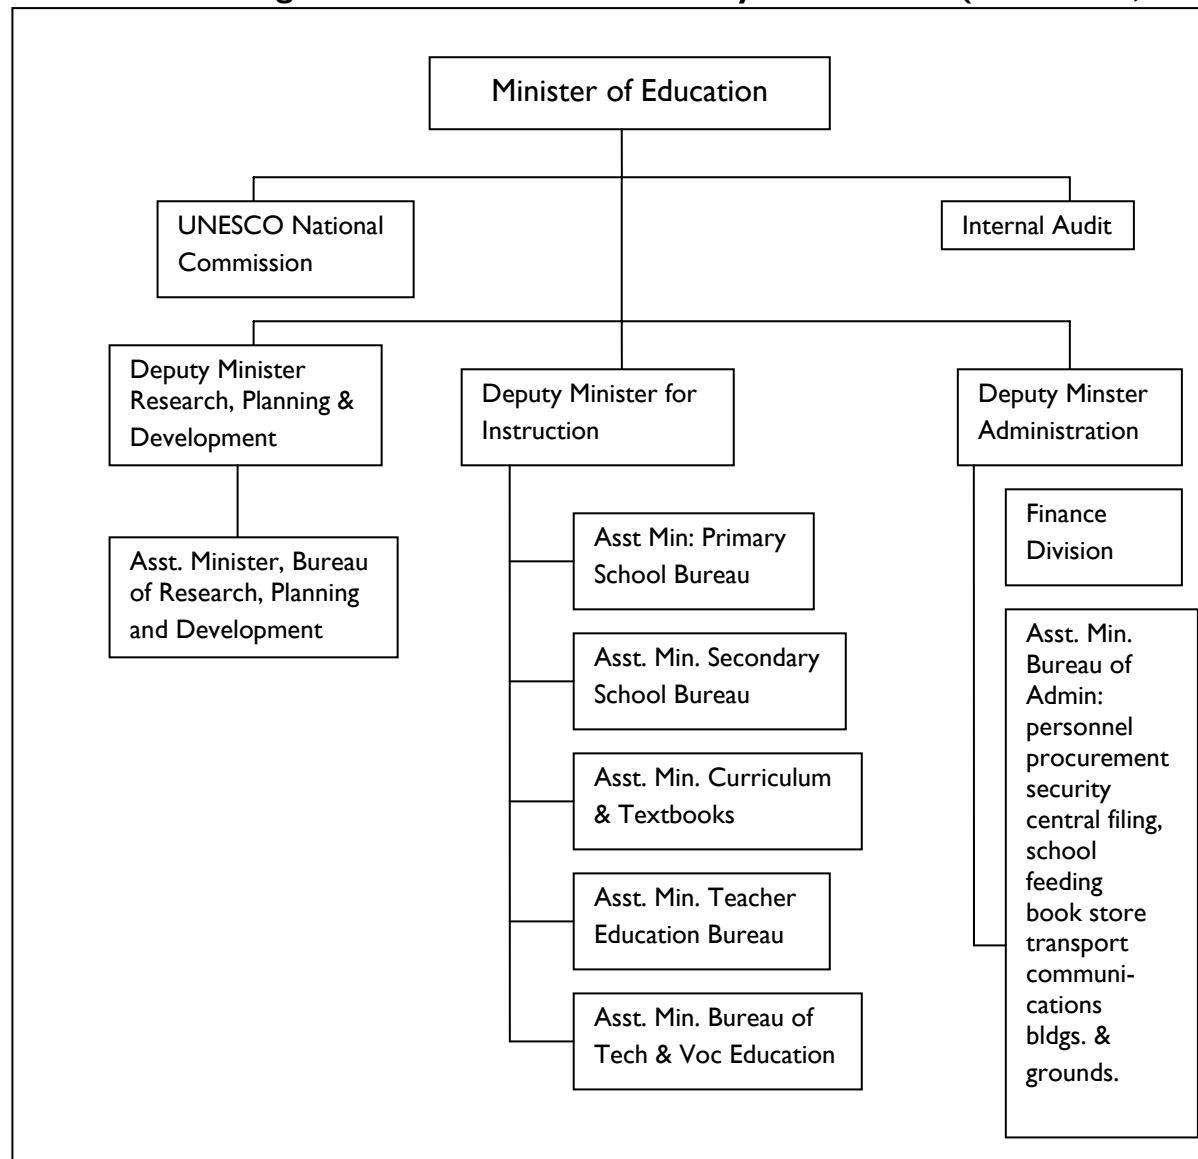 Minister of Education
UNESCO National
Commission
Internal Audit
Deputy Minister
Research, Planning &
Development
Deputy Minister for
Instruction
Deputy Minster
Administration
Asst. Minister, Bureau
of Research, Planning
and Development
Asst Min: Primary
School Bureau
Asst. Min. Secondary
School Bureau
Asst. Min. Curriculum
& Textbooks
Asst. Min. Teacher
Education Bureau
Asst. Min. Bureau of
Tech & Voc Education
Finance
Division
Asst. Min.
Bureau of
Admin:
personnel
procurement
security
central filing,
school
feeding
book store
transport
communi-
cations
bldgs. &
grounds.